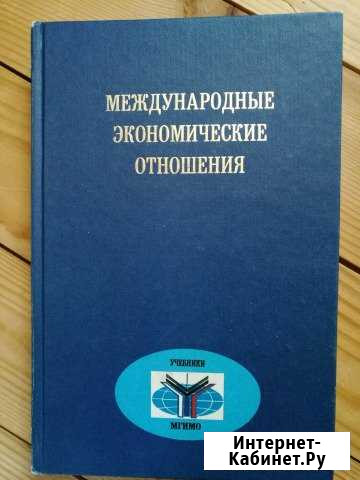 МЕЖДУНАРОДНЫЕ
ЭКОНОМИЧЕСКИЕ
ОТНОШЕНИЯ
УЧЕБНИКИ
МГИМО
Интернет-
Кабинет.Ру